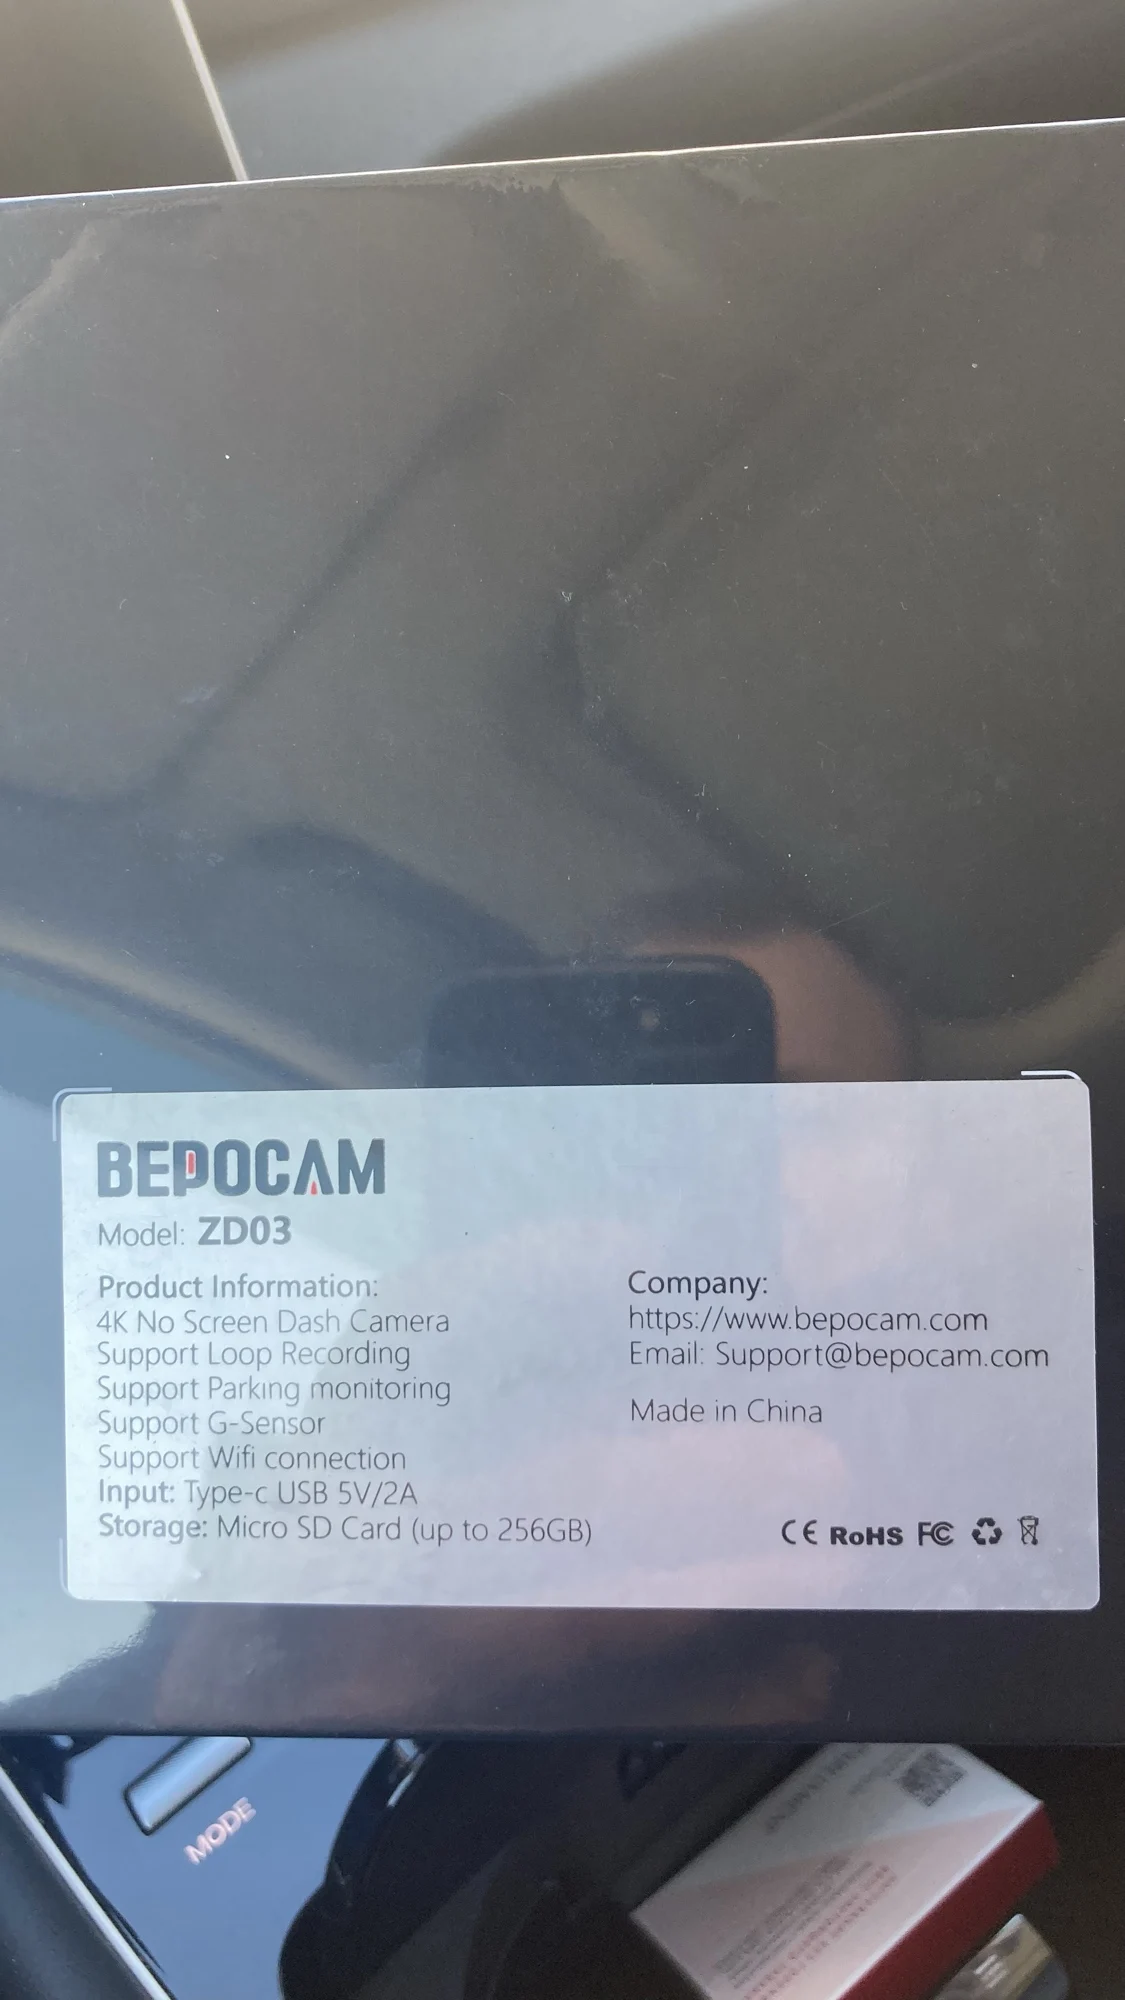 BEPOCAM
Model: ZD03
Product Information:
4K No Screen Dash Camera
Support Loop Recording
Support Parking monitoring
Support G-Sensor
Support Wifi connection
Input: Type-c USB 5V/2A
Storage: Micro SD Card (up to 256GB)
Company:
https://www.bepocam.com
Email: Support@bepocam.com
Made in China
CE RoHS FC
MODE